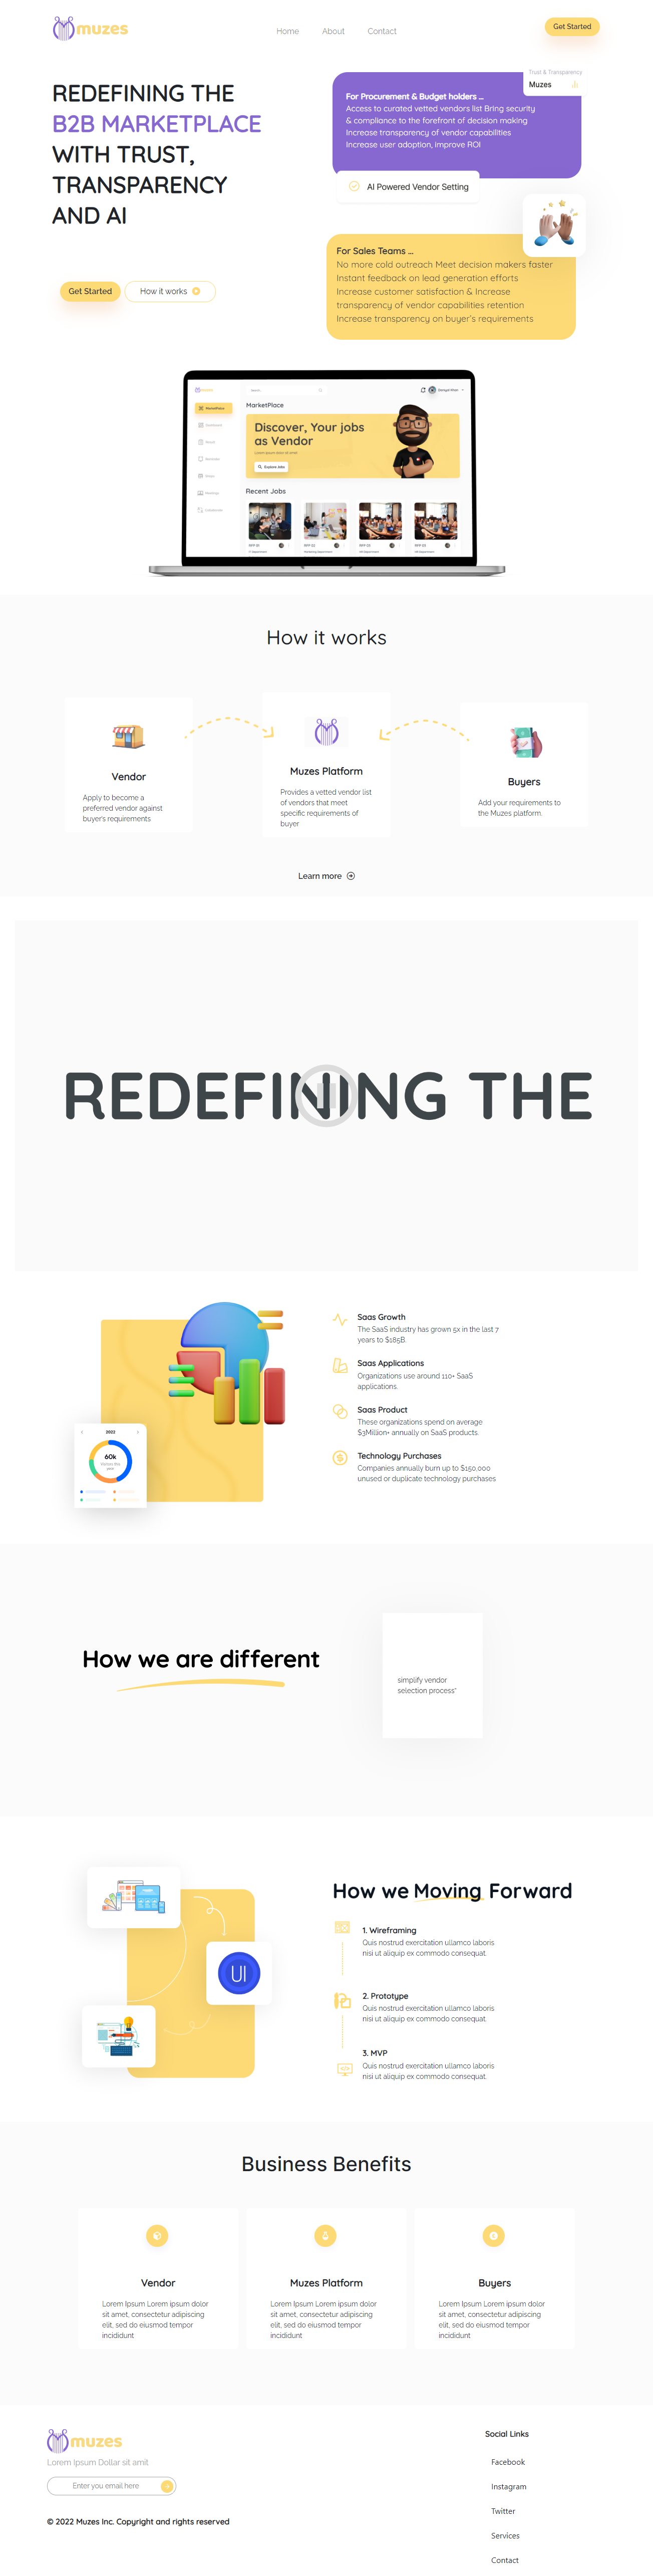 muzes
Home About Contact
Get Started
REDEFINING THE
B2B MARKETPLACE
WITH TRUST,
TRANSPARENCY
AND AI
Get Started
How it works
Trust & Transparency
Muzes
For Procurement & Budget holders ...
Access to curated vetted vendors list Bring security
& compliance to the forefront of decision making
Increase transparency of vendor capabilities
Increase user adoption, improve ROI
AI Powered Vendor Setting
For Sales Teams ...
No more cold outreach Meet decision makers faster
Instant feedback on lead generation efforts
Increase customer satisfaction & Increase
transparency of vendor capabilities retention
Increase transparency on buyer's requirements
MarketPlace
Discover, Your jobs
as Vendor
Explore Jobs
Recent Jobs
How it works
Vendor
Apply to become a
preferred vendor against
buyer's requirements
Muzes Platform
Provides a vetted vendor list
of vendors that meet
specific requirements of
buyer
Buyers
Add your requirements to
the Muzes platform.
Learn more
REDEFINING THE
2022
60k
Saas Growth
The SaaS industry has grown 5x in the last 7
years to $185B.
Saas Applications
Organizations use around 110+ SaaS
applications.
Saas Product
These organizations spend on average
$3Million+ annually on SaaS products.
Technology Purchases
Companies annually burn up to $150,000
unused or duplicate technology purchases
How we are different
simplify vendor
selection process"
How we Moving Forward
UI
1. Wireframing
Quis nostrud exercitation ullamco laboris
nisi ut aliquip ex commodo consequat.
2. Prototype
Quis nostrud exercitation ullamco laboris
nisi ut aliquip ex commodo consequat.
3. MVP
Quis nostrud exercitation ullamco laboris
nisi ut aliquip ex commodo consequat.
Business Benefits
Vendor
Lorem Ipsum Lorem ipsum dolor
sit amet, consectetur adipiscing
elit, sed do eiusmod tempor
incididunt
Muzes Platform
Lorem Ipsum Lorem ipsum dolor
sit amet, consectetur adipiscing
elit, sed do eiusmod tempor
incididunt
Buyers
Lorem Ipsum Lorem ipsum dolor
sit amet, consectetur adipiscing
elit, sed do eiusmod tempor
incididunt
muzes
Lorem Ipsum Dollar sit amit
Enter you email here
© 2022 Muzes Inc. Copyright and rights reserved
Social Links
Facebook
Instagram
Twitter
Services
Contact